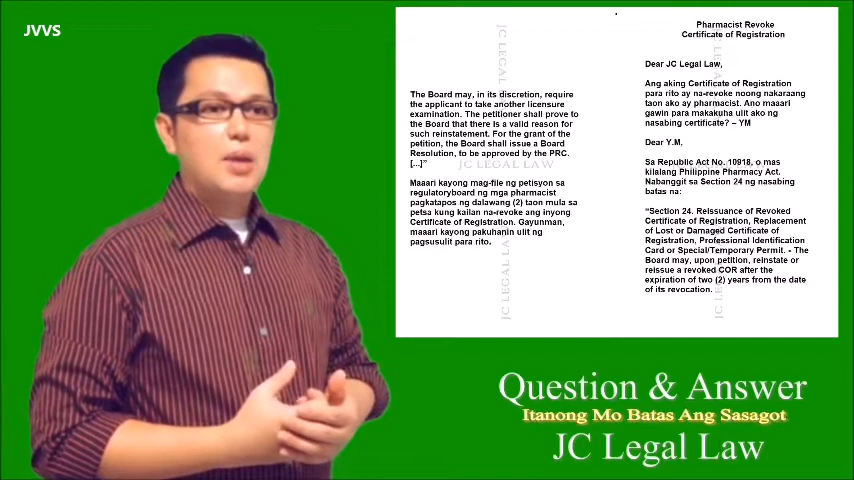 JVVS
Pharmacist Revoke
Certificate of Registration
Dear JC Legal Law,
Ang aking Certificate of Registration
para rito ay na-revoke noong nakaraang
taon ako ay pharmacist. Ano maaari
gawin para makakuha ulit ako ng
nasabing certificate? – YM
Dear Y.M,
Sa Republic Act No. 10918, o mas
kilalang Philippine Pharmacy Act.
Nabanggit sa Section 24 ng nasabing
batas na:
“Section 24. Reissuance of Revoked
Certificate of Registration, Replacement
of Lost or Damaged Certificate of
Registration, Professional Identification
Card or Special/Temporary Permit. - The
Board may, upon petition, reinstate or
reissue a revoked COR after the
expiration of two (2) years from the date
of its revocation.
The Board may, in its discretion, require
the applicant to take another licensure
examination. The petitioner shall prove to
the Board that there is a valid reason for
such reinstatement. For the grant of the
petition, the Board shall issue a Board
Resolution, to be approved by the PRC.
[...]”
Maaari kayong mag-file ng petisyon sa
regulatoryboard ng mga pharmacist
pagkatapos ng dalawang (2) taon mula sa
petsa kung kailan na-revoke ang inyong
Certificate of Registration. Gayunman,
maaari kayong pakuhanin ulit ng
pagsusulit para rito.
JC LEGAL
JC LEGAL LAW
JC LEGAL LA
Question & Answer
Itanong Mo Batas Ang Sasagot
JC Legal Law